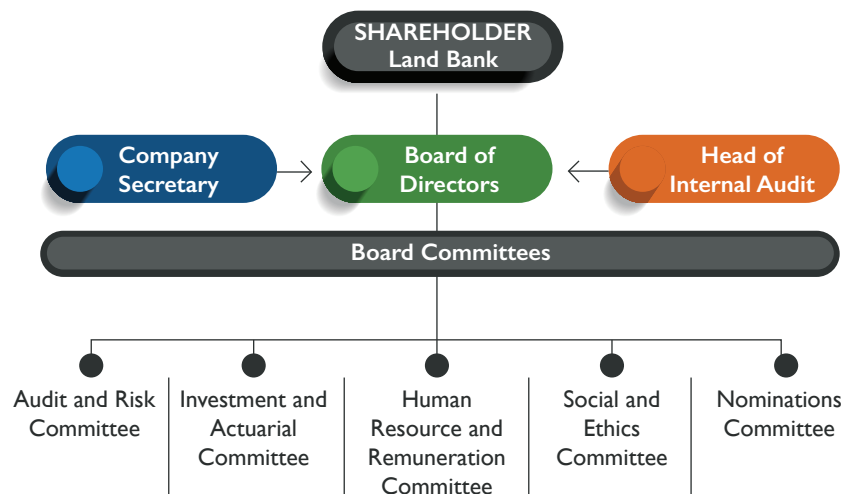 SHAREHOLDER
Land Bank
Company
Secretary
Board of
Directors
Head of
Internal Audit
Board Committees
Audit and Risk
Committee
Investment and
Actuarial
Committee
Human
Resource and
Remuneration
Committee
Social and
Ethics
Committee
Nominations
Committee